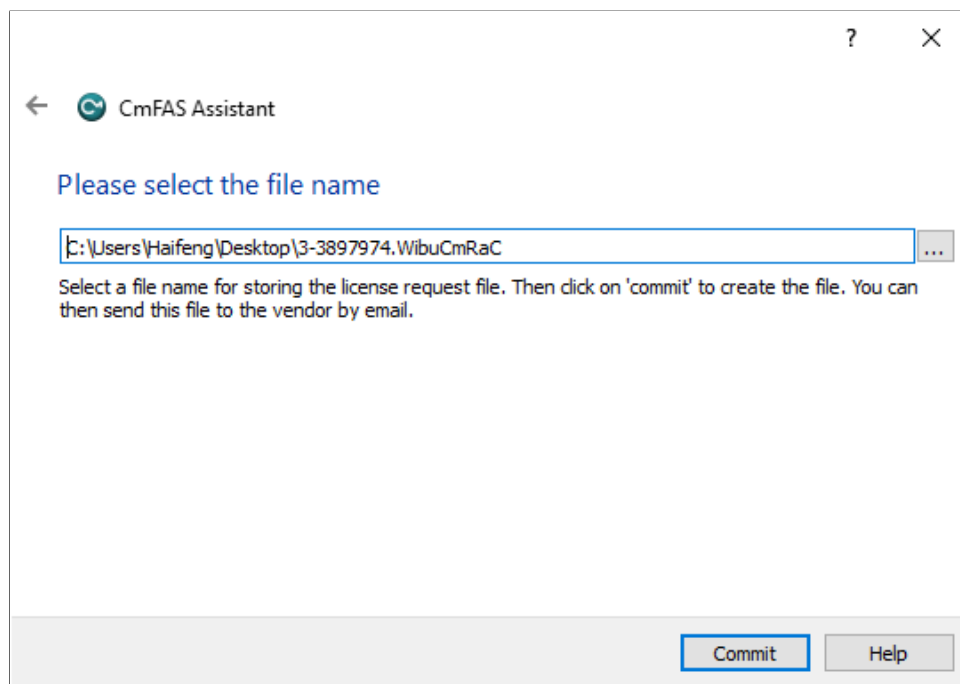 ?
CmFAS Assistant
Please select the file name
C:\Users\Haifeng\Desktop\3-3897974.WibuCmRaC
...
Select a file name for storing the license request file. Then click on 'commit' to create the file. You can
then send this file to the vendor by email.
Commit
Help